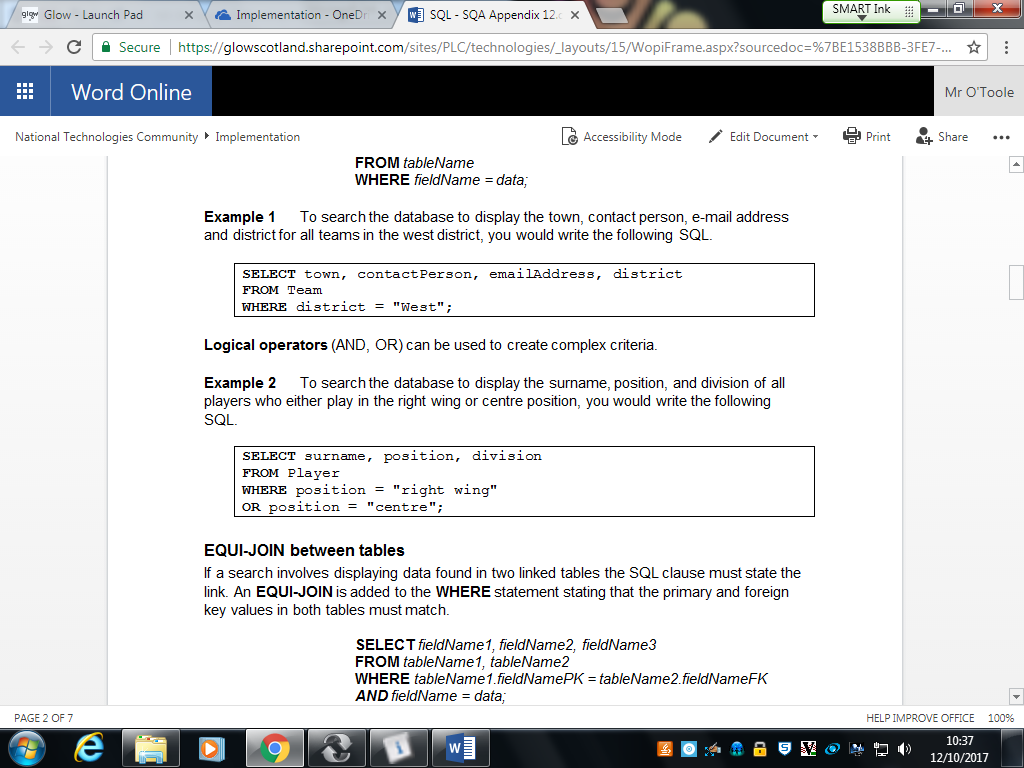 glow Glow - Launch Pad
Implementation - OneDr
SQL - SQA Appendix 12.
SMART Ink
Secure https://glowscotland.sharepoint.com/sites/PLC/technologies/_layouts/15/WopiFrame.aspx?sourcedoc=%7BE1538BBB-3FE7-...
Word Online
Mr O'Toole
National Technologies Community Implementation
Accessibility Mode
Edit Document
Print
Share
FROM tableName
WHERE fieldName = data;
Example 1 To search the database to display the town, contact person, e-mail address
and district for all teams in the west district, you would write the following SQL.
SELECT town, contactPerson, emailAddress, district
FROM Team
WHERE district = "West";
Logical operators (AND, OR) can be used to create complex criteria.
Example 2 To search the database to display the surname, position, and division of all
players who either play in the right wing or centre position, you would write the following
SQL.
SELECT surname, position, division
FROM Player
WHERE position = "right wing"
OR position = "centre";
EQUI-JOIN between tables
If a search involves displaying data found in two linked tables the SQL clause must state the
link. An EQUI-JOIN is added to the WHERE statement stating that the primary and foreign
key values in both tables must match.
SELECT fieldName1, fieldName2, fieldName3
FROM tableName1, tableName2
WHERE tableName1.fieldNamePK = tableName2.fieldNameFK
AND fieldName = data;
PAGE 2 OF 7
HELP IMPROVE OFFICE 100%
10:37
12/10/2017